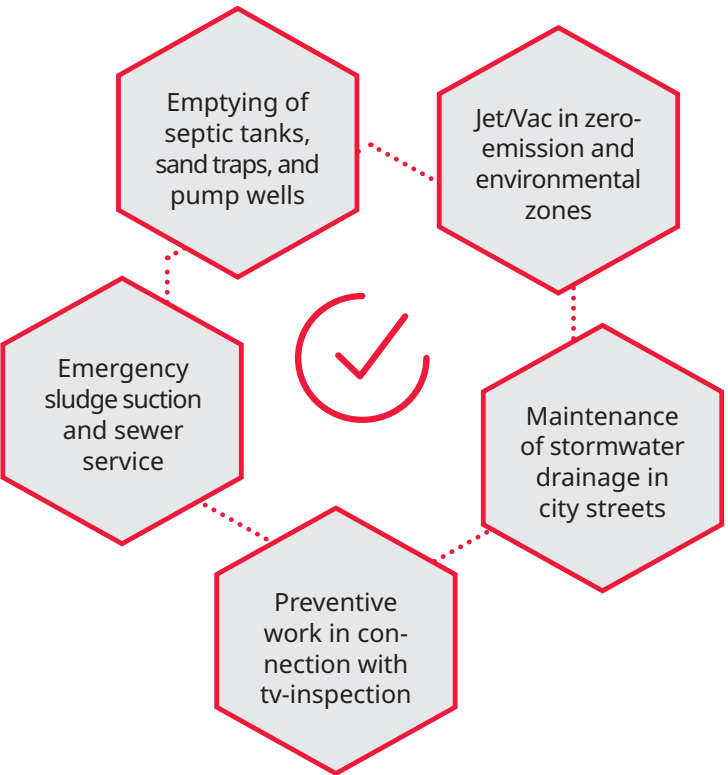 Emptying of
septic tanks,
sand traps, and
pump wells
Jet/Vac in zero-
emission and
environmental
zones
Emergency
sludge suction
and sewer
service
Maintenance
of stormwater
drainage in
city streets
Preventive
work in con-
nection with
tv-inspection